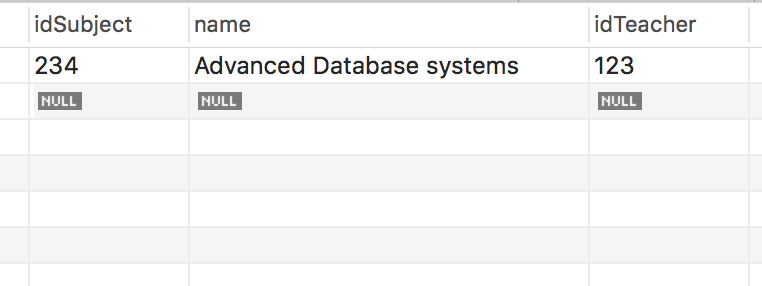 idSubject name idTeacher
234 Advanced Database systems 123
NULL NULL NULL